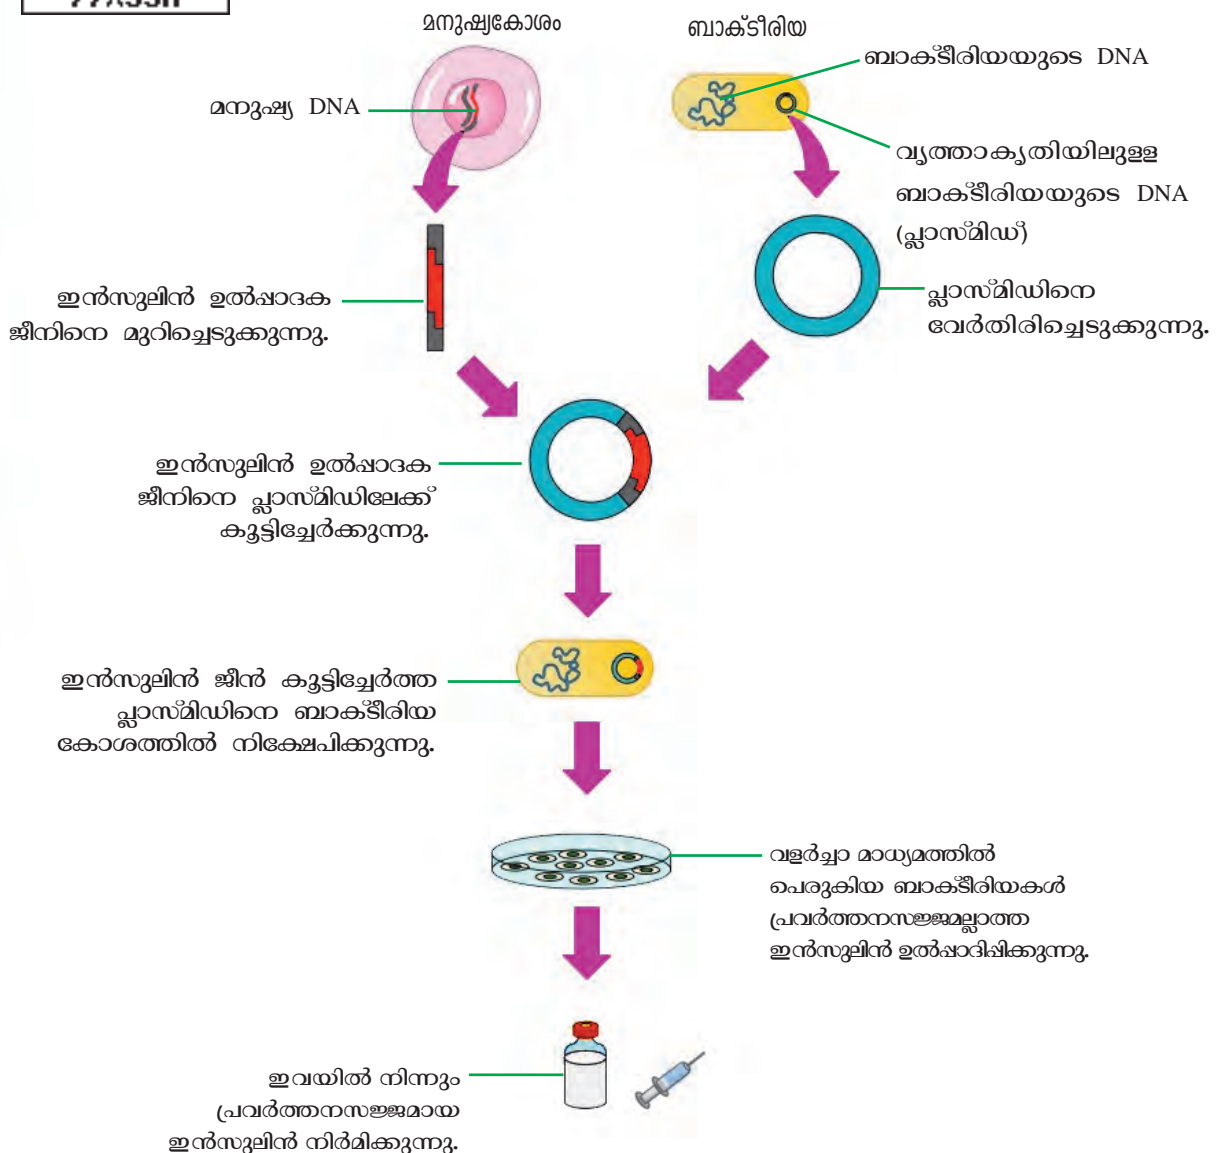 മനുഷ്യകോശം
ബാക്ടീരിയ
ബാക്ടീരിയയുടെ DNA
മനുഷ്യ DNA
വൃത്താകൃതിയിലുള്ള
ബാക്ടീരിയയുടെ DNA
(പ്ലാസ്മിഡ്)
ഇൻസുലിൻ ഉൽപ്പാദക
ജീനിനെ മുറിച്ചെടുക്കുന്നു.
പ്ലാസ്മിഡിനെ
വേർതിരിച്ചെടുക്കുന്നു.
ഇൻസുലിൻ ഉൽപ്പാദക
ജീനിനെ പ്ലാസ്മിഡിലേക്ക്
കൂട്ടിച്ചേർക്കുന്നു.
ഇൻസുലിൻ ജീൻ കൂട്ടിച്ചേർത്ത
പ്ലാസ്മിഡിനെ ബാക്ടീരിയ
കോശത്തിൽ നിക്ഷേപിക്കുന്നു.
വളർച്ചാ മാധ്യമത്തിൽ
പെരുകിയ ബാക്ടീരിയകൾ
പ്രവർത്തനസജ്ജമല്ലാത്ത
ഇൻസുലിൻ ഉൽപ്പാദിപ്പിക്കുന്നു.
ഇവയിൽ നിന്നും
പ്രവർത്തനസജ്ജമായ
ഇൻസുലിൻ നിർമിക്കുന്നു.